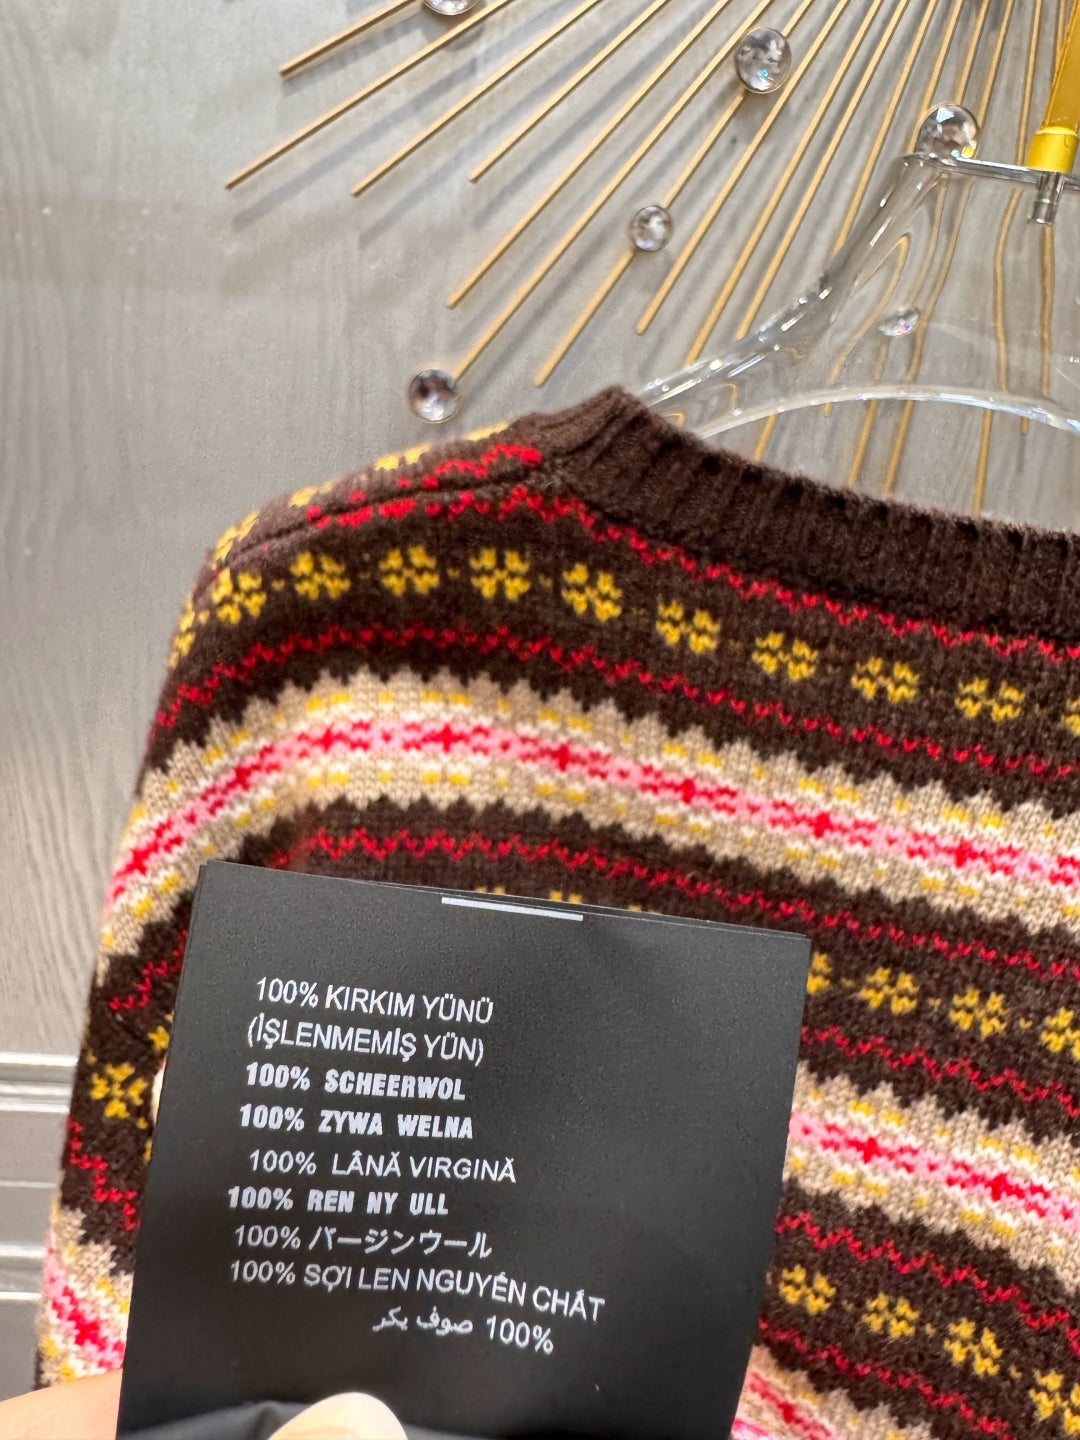 100% KIRKIM YÜNÜ
(İŞLENMEMİŞ YÜN)
100% SCHEERWOL
100% ZYWA WELNA
100% LÂNĂ VIRGINĂ
100% REN NY ULL
100% バージンウール
100% SỢI LEN NGUYÊN CHẤT
100% صوف بكر